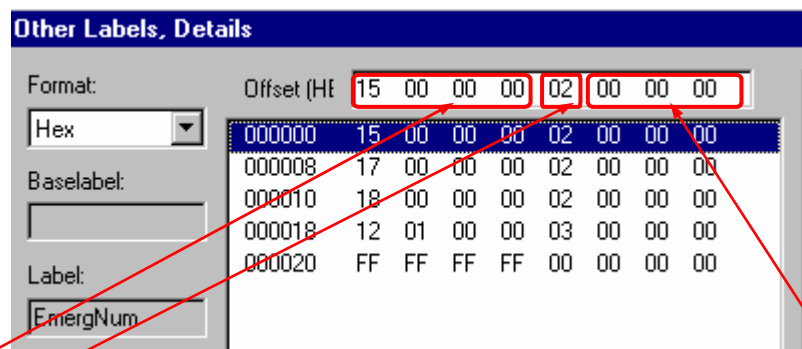 Other Labels, Details
Format:
Offset (HE 15 00 00 00 02 00 00 00
Hex
000000 15 00 00 00 02 00 00 00
000008 17 00 00 00 02 00 00 00
Baselabel:
000010 18 00 00 00 02 00 00 00
000018 12 01 00 00 03 00 00 00
Label:
000020 FF FF FF FF 00 00 00 00
EmergNum